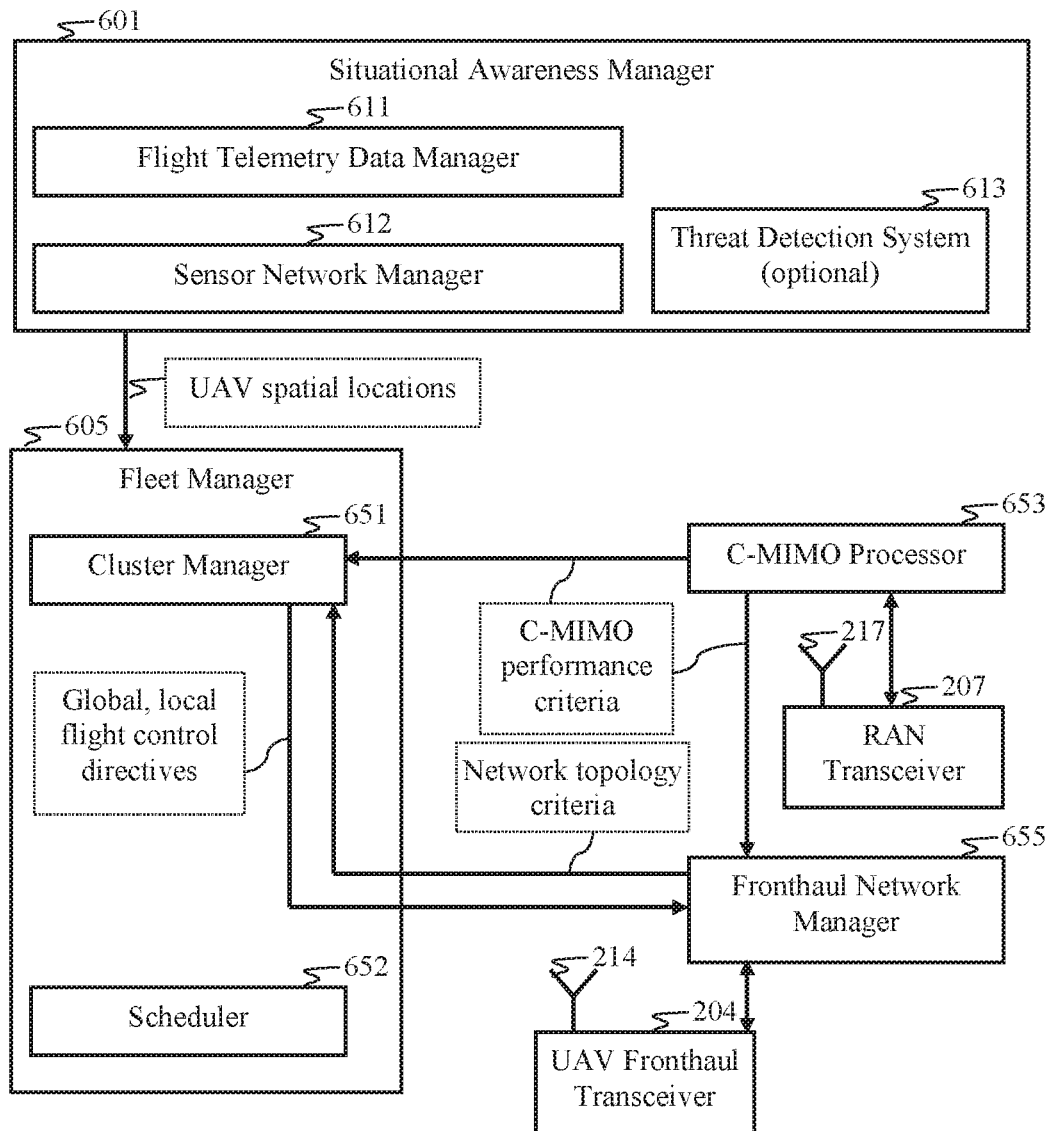 601
Situational Awareness Manager
611
Flight Telemetry Data Manager
612
Sensor Network Manager
613
Threat Detection System
(optional)
UAV spatial locations
605
Fleet Manager
651
Cluster Manager
653
C-MIMO Processor
C-MIMO
performance
criteria
217
207
RAN
Transceiver
Global, local
flight control
directives
Network topology
criteria
655
Fronthaul Network
Manager
652
Scheduler
214
204
UAV Fronthaul
Transceiver